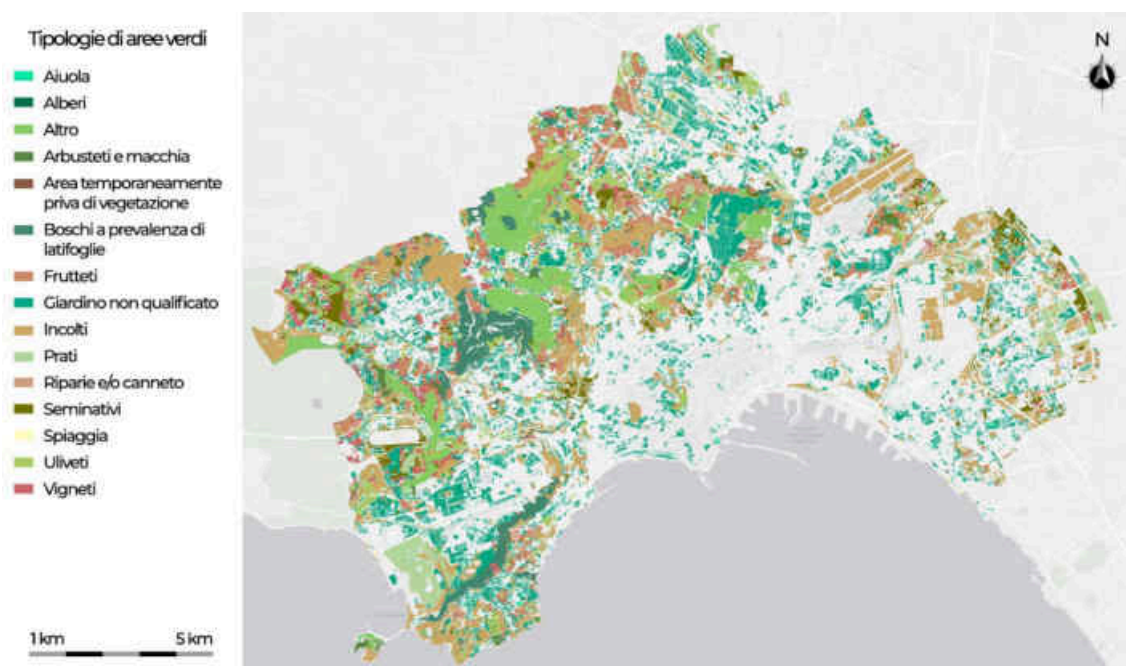 Tipologie di aree verdi
Aiuola
Alberi
Altro
Arbusteti e macchia
Area temporaneamente
priva di vegetazione
Boschi a prevalenza di
latifoglie
Frutteti
Giardino non qualificato
Incolti
Prati
Riparie e/o canneto
Seminativi
Spiaggia
Uliveti
Vigneti
1 km 5 km
N